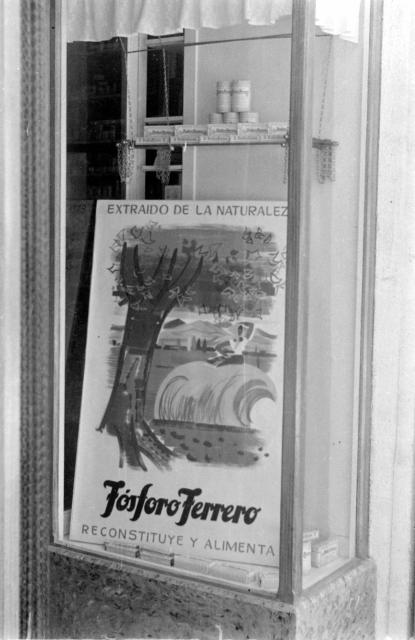 EXTRAIDO DE LA NATURALEZ
Fósforo Ferrero
RECONSTITUYE Y ALIMENTA